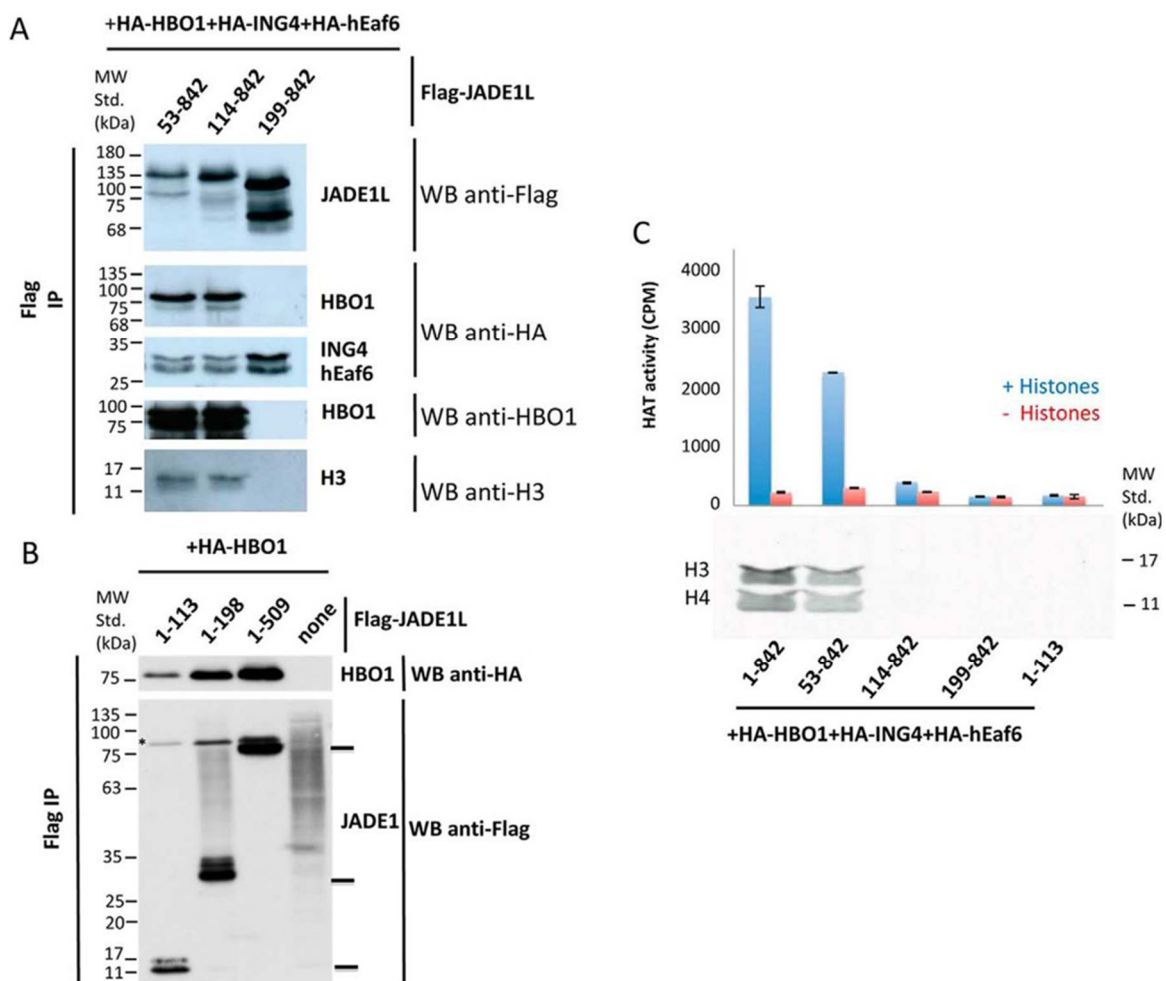 A
+HA-HBO1+HA-ING4+HA-hEaf6
MW
Std.
(kDa)
53-842
114-842
199-842
Flag-JADE1L
Flag
IP
180
135
100
75
68
JADE1L
WB anti-Flag
135
100
75
68
HBO1
35
25
ING4
hEaf6
WB anti-HA
100
75
HBO1
WB anti-HBO1
17
11
H3
WB anti-H3
B
+HA-HBO1
MW
Std.
(kDa)
1-113
1-198
1-509
none
Flag-JADE1L
Flag IP
75
HBO1
WB anti-HA
135
100
*
75
63
35
25
20
17
11
JADE1
WB anti-Flag
C
HAT activity (CPM)
4000
3000
2000
1000
0
+ Histones
- Histones
MW
Std.
(kDa)
H3
H4
17
11
1-842
53-842
114-842
199-842
1-113
+HA-HBO1+HA-ING4+HA-hEaf6